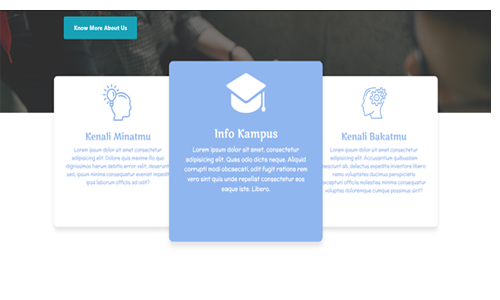 Know More About Us
Kenali Minatmu
Lorem ipsum dolor sit amet consectetur
adipisicing elit. Dolore quis maxime illo quo
dignissimos harum debitis error velit, deserunt
sed, ipsum minima consequatur eveniet impedit
ipsa laborum officia ad odit?
Info Kampus
Lorem ipsum dolor sit amet, consectetur
adipisicing elit. Quas odio dicta neque. Aliquid
corrupti modi obcaecati, odit fugit ratione rem
vero sint quia unde repellat consectetur eos
eaque iste. Libero.
Kenali Bakatmu
Lorem ipsum dolor sit amet consectetur
adipisicing elit. Accusantium quibusdam
nesciunt ab, delectus expedita inventore libero
nemo voluptates ducimus perspiciatis
excepturi officiis molestias minima consequatur
voluptas doloremque cumque possimus sint?